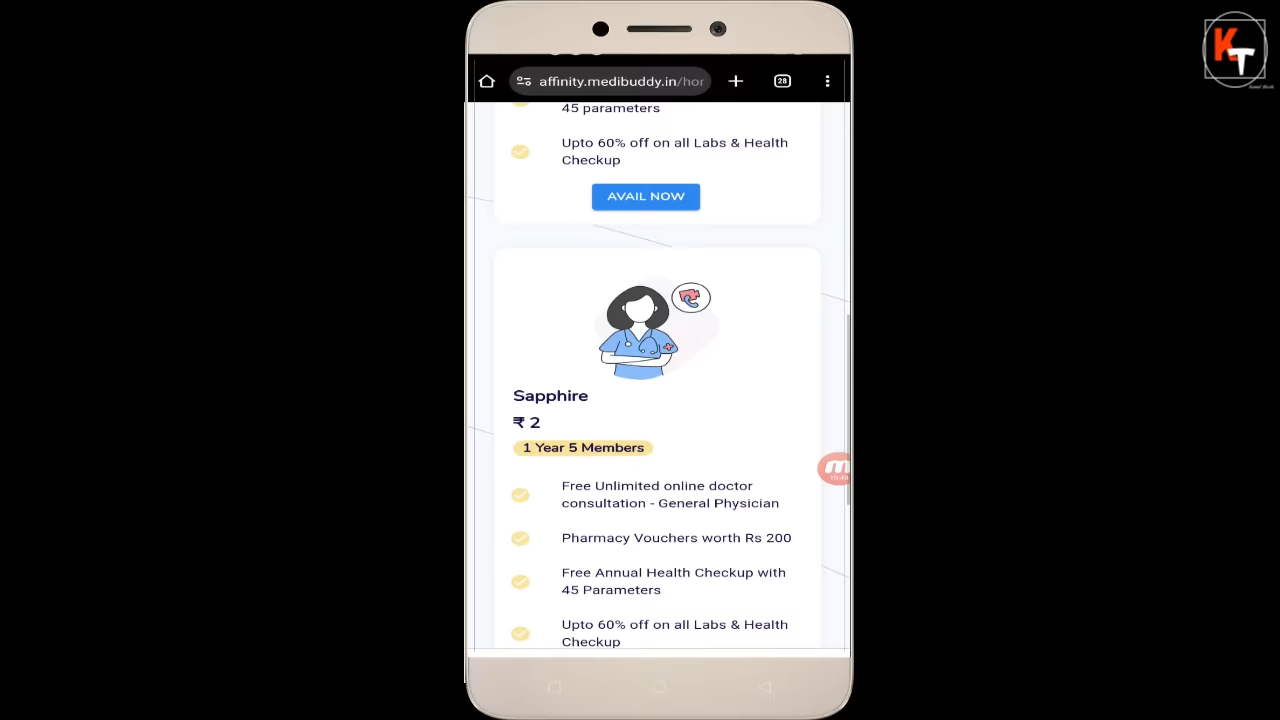 KT
affinity.medibuddy.in/hor
28
45 parameters
Upto 60% off on all Labs & Health
Checkup
AVAIL NOW
Sapphire
₹ 2
1 Year 5 Members
Free Unlimited online doctor
consultation - General Physician
Pharmacy Vouchers worth Rs 200
Free Annual Health Checkup with
45 Parameters
Upto 60% off on all Labs & Health
Checkup